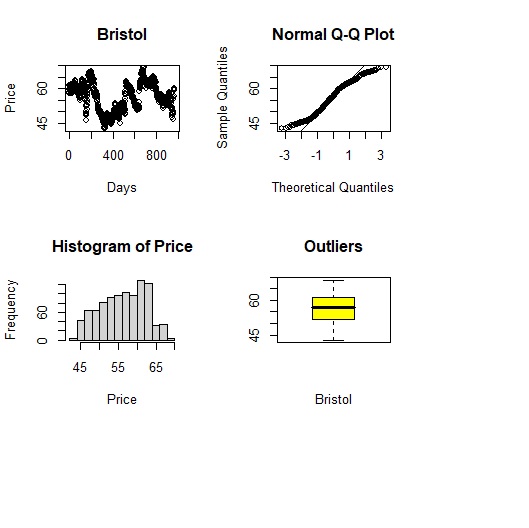 Bristol
Price
45 60
0 400 800
Days
Normal Q-Q Plot
Sample Quantiles
45 60
-3 -1 1 3
Theoretical Quantiles
Histogram of Price
Frequency
0 60
45 55 65
Price
Outliers
45 60
Bristol